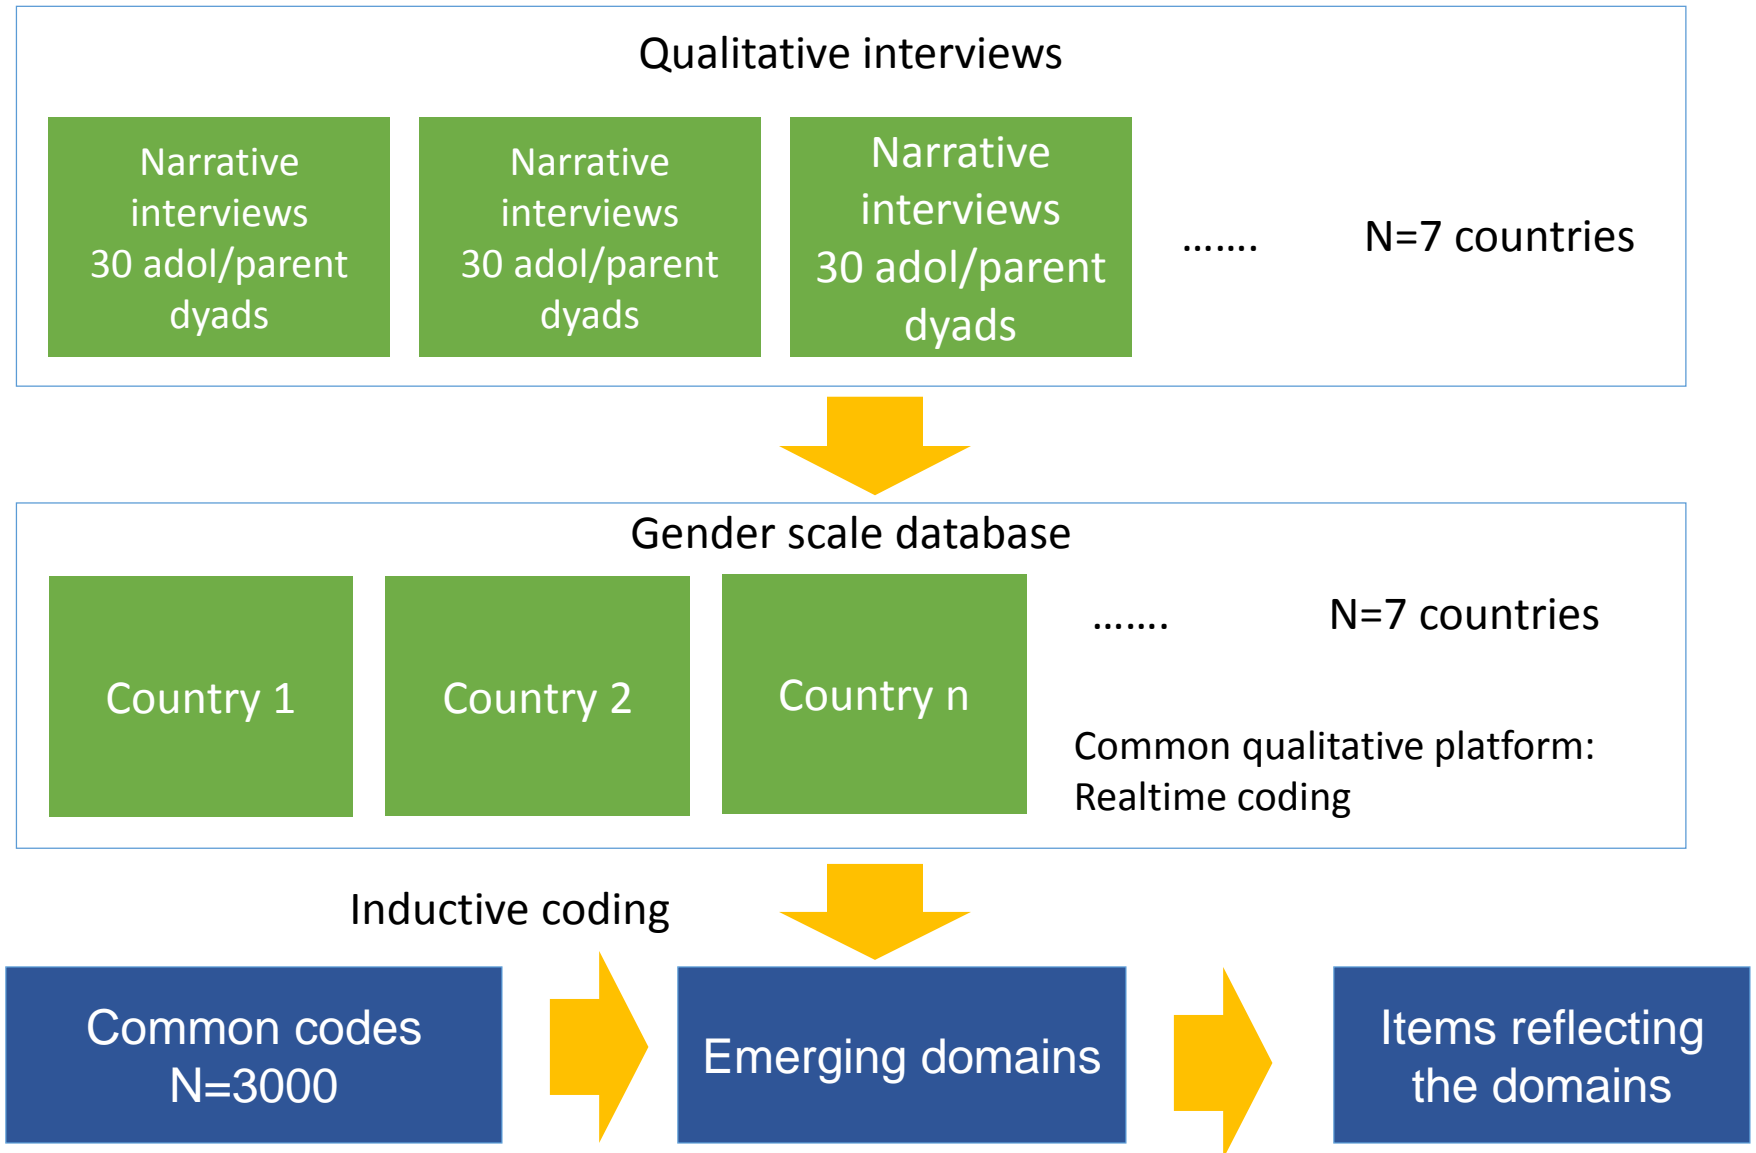 Qualitative interviews
Narrative
interviews
30 adol/parent
dyads
Narrative
interviews
30 adol/parent
dyads
Narrative
interviews
30 adol/parent
dyads
.......
N=7 countries
Gender scale database
Country 1
Country 2
Country n
.......
N=7 countries
Common qualitative platform:
Realtime coding
Inductive coding
Common codes
N=3000
Emerging domains
Items reflecting
the domains